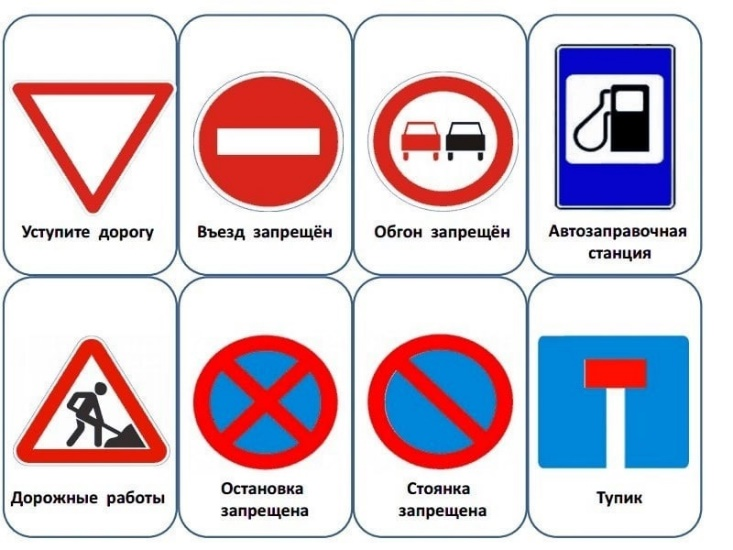 Уступите дорогу
Въезд запрещён
Обгон запрещён
Автозаправочная
станция
Дорожные работы
Остановка
запрещена
Стоянка
запрещена
Тупик